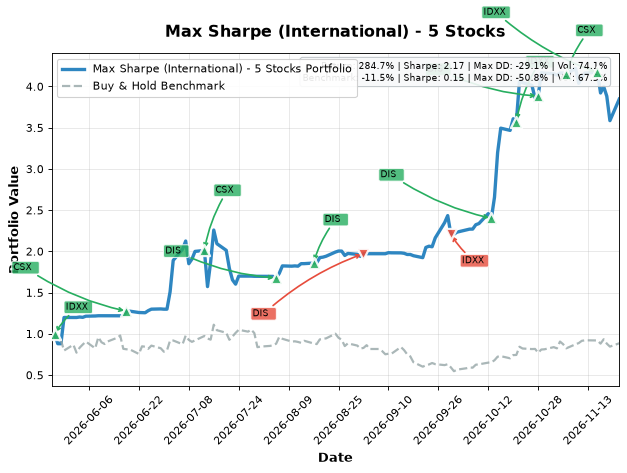 IDXX
CSX
Max Sharpe (International) - 5 Stocks
Max Sharpe (International) - 5 Stocks Portfolio
Buy & Hold Benchmark
284.7% | Sharpe: 2.17 | Max DD: -29.1% | Vol: 74.1%
-11.5% | Sharpe: 0.15 | Max DD: -50.8% |
4.0
3.5
3.0
2.5
2.0
1.5
1.0
0.5
Portfolio Value
DIS
CSX
DIS
DIS
IDXX
CSX
IDXX
DIS
2026-06-06
2026-06-22
2026-07-08
2026-07-24
2026-08-09
2026-08-25
2026-09-10
2026-09-26
2026-10-12
2026-10-28
2026-11-13
Date